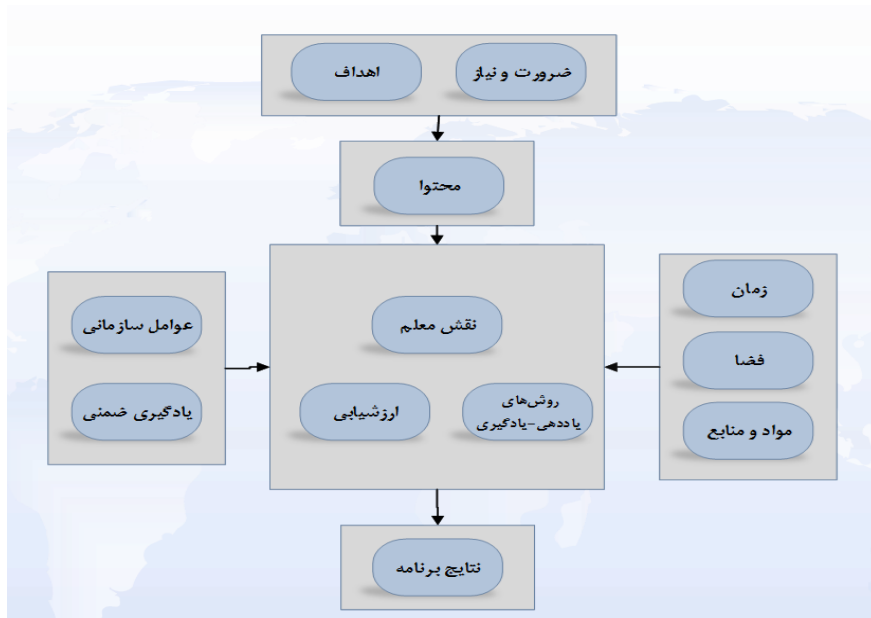 ضرورت و نیاز
اهداف
محتوا
زمان
فضا
مواد و منابع
نقش معلم
روش‌های
یاددهی-یادگیری
ارزشیابی
عوامل سازمانی
یادگیری ضمنی
نتایج برنامه